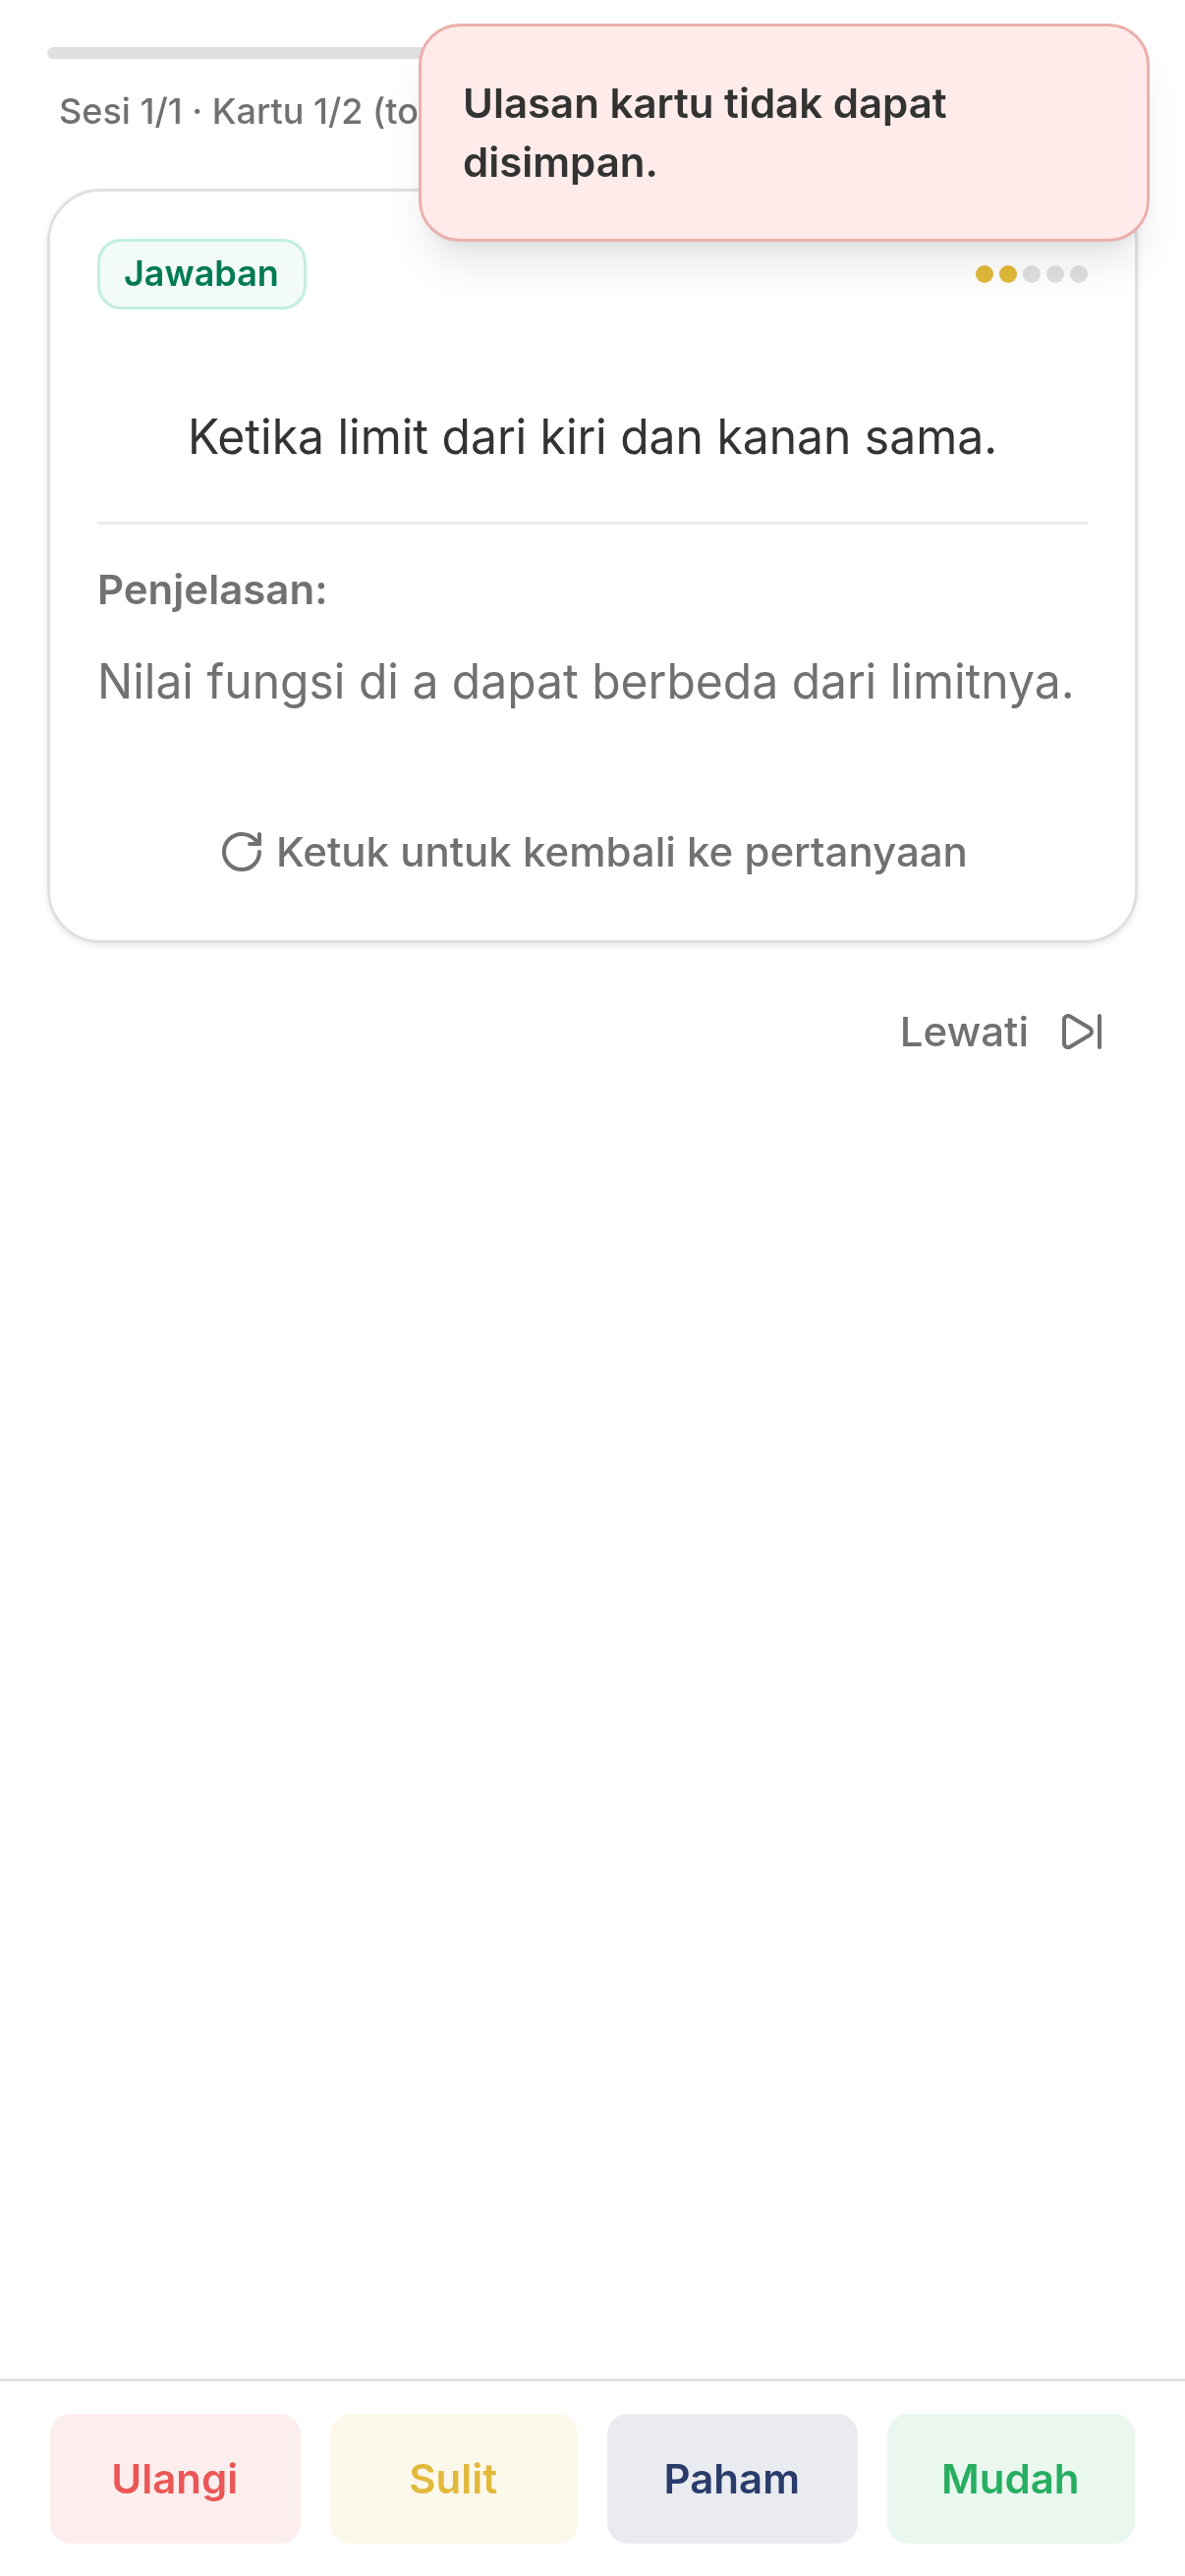 Ulasan kartu tidak dapat
disimpan.
Sesi 1/1 · Kartu 1/2 (to
Jawaban
Ketika limit dari kiri dan kanan sama.
Penjelasan:
Nilai fungsi di a dapat berbeda dari limitnya.
Ketuk untuk kembali ke pertanyaan
Lewati
Ulangi
Sulit
Paham
Mudah